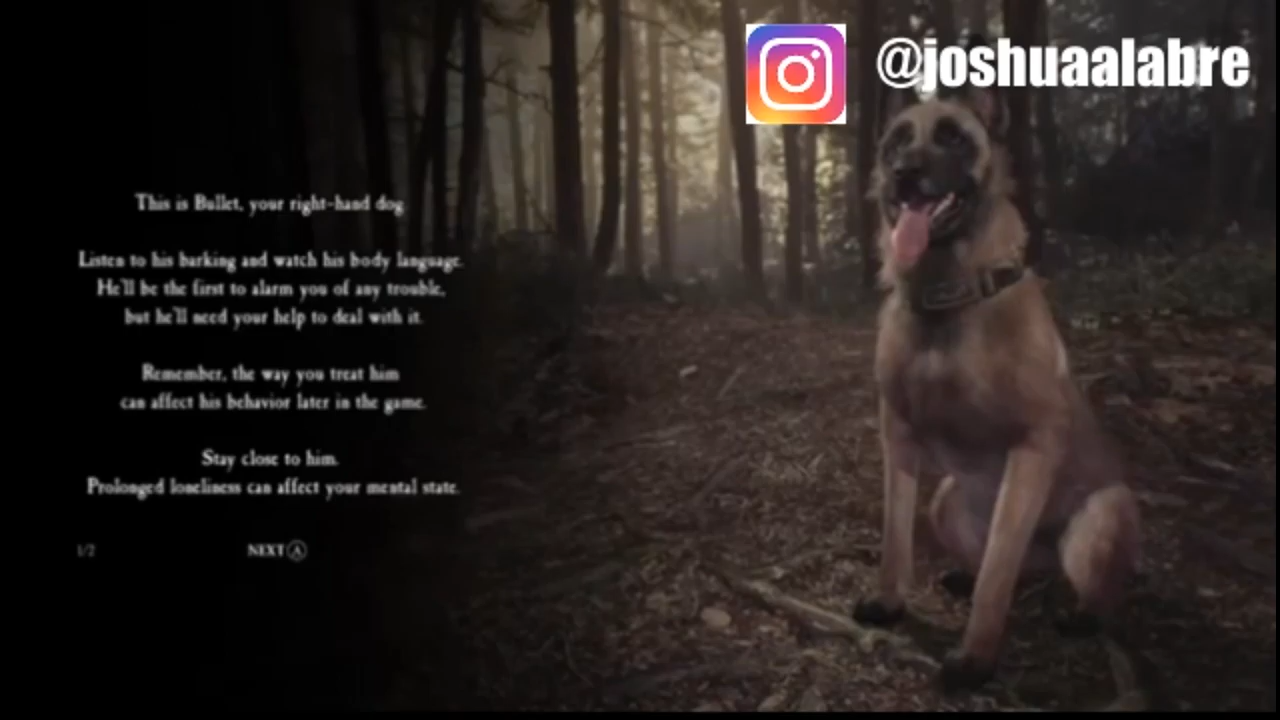 @joshuaalabre
This is Bullet, your right-hand dog
Listen to his barking and watch his body language.
He'll be the first to alarm you of any trouble,
but he'll need your help to deal with it.
Remember, the way you treat him
can affect his behavior later in the game.
Stay close to him.
Prolonged loneliness can affect your mental state.
1/2
NEXT A